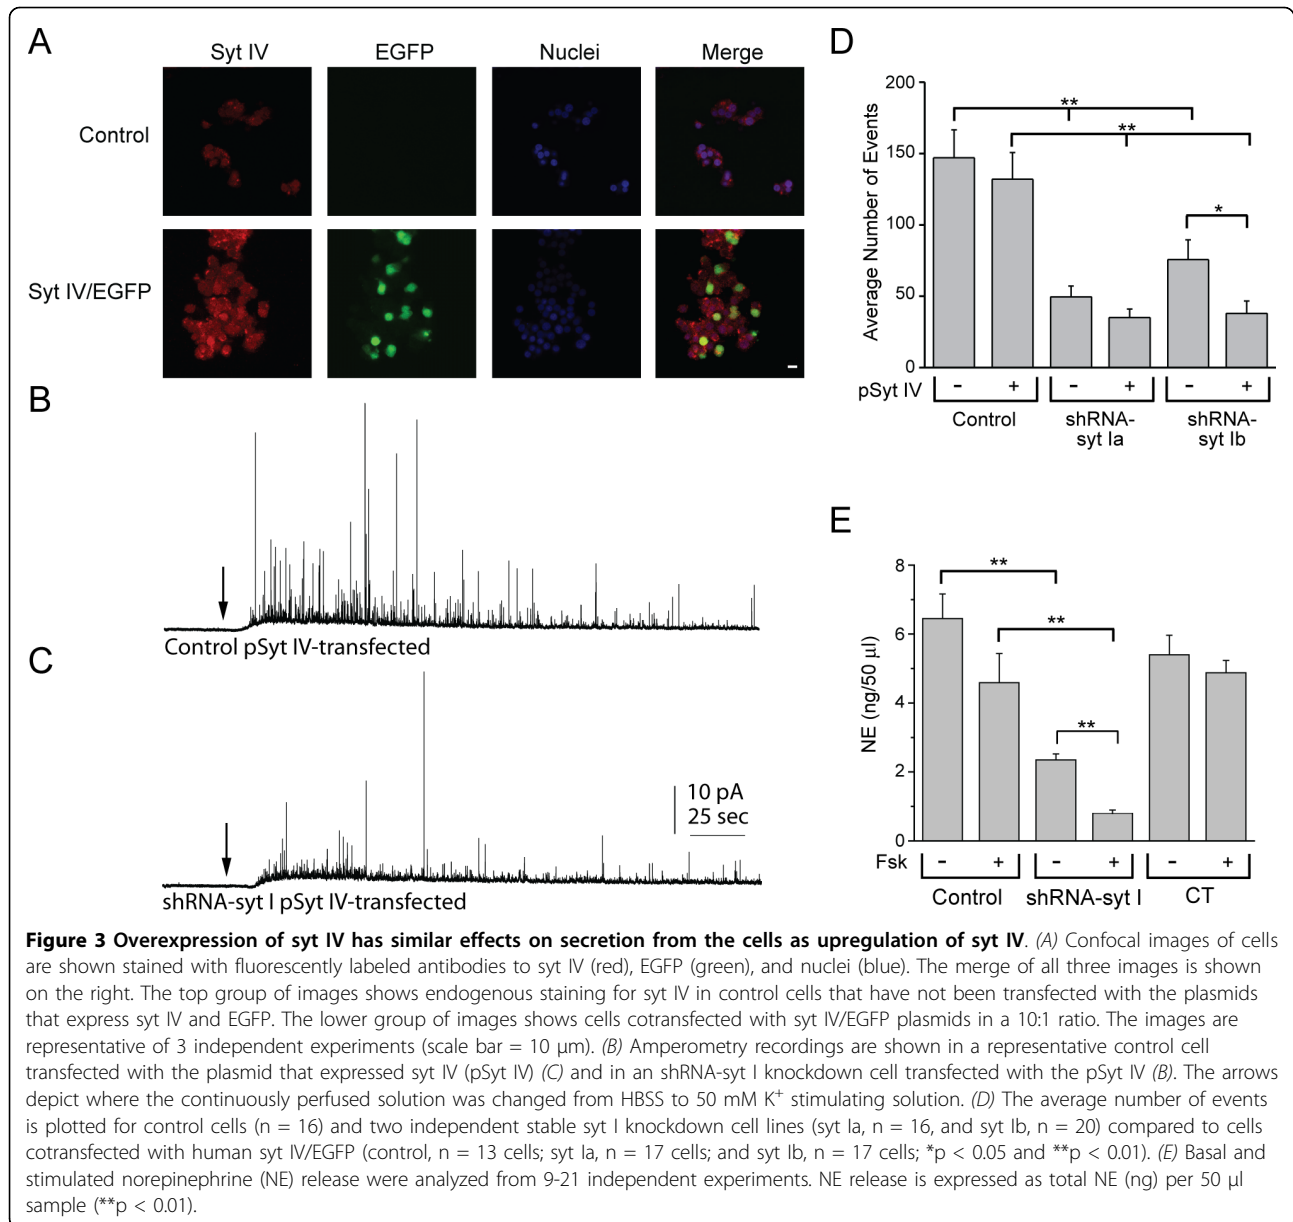 A
Syt IV EGFP Nuclei Merge
Control
Syt IV/EGFP
B
Control pSyt IV-transfected
C
10 pA
25 sec
shRNA-syt I pSyt IV-transfected
D
200
150
100
50
0
Average Number of Events
**
**
*
pSyt IV - + - + - +
Control shRNA- shRNA-
syt Ia syt Ib
E
8
6
4
2
0
NE (ng/50 µl)
**
**
**
Fsk - + - + - +
Control shRNA-syt I CT
Figure 3 Overexpression of syt IV has similar effects on secretion from the cells as upregulation of syt IV. (A) Confocal images of cells
are shown stained with fluorescently labeled antibodies to syt IV (red), EGFP (green), and nuclei (blue). The merge of all three images is shown
on the right. The top group of images shows endogenous staining for syt IV in control cells that have not been transfected with the plasmids
that express syt IV and EGFP. The lower group of images shows cells cotransfected with syt IV/EGFP plasmids in a 10:1 ratio. The images are
representative of 3 independent experiments (scale bar = 10 µm). (B) Amperometry recordings are shown in a representative control cell
transfected with the plasmid that expressed syt IV (pSyt IV) (C) and in an shRNA-syt I knockdown cell transfected with the pSyt IV (B). The arrows
depict where the continuously perfused solution was changed from HBSS to 50 mM K⁺ stimulating solution. (D) The average number of events
is plotted for control cells (n = 16) and two independent stable syt I knockdown cell lines (syt Ia, n = 16, and syt Ib, n = 20) compared to cells
cotransfected with human syt IV/EGFP (control, n = 13 cells; syt Ia, n = 17 cells; and syt Ib, n = 17 cells; *p < 0.05 and **p < 0.01). (E) Basal and
stimulated norepinephrine (NE) release were analyzed from 9-21 independent experiments. NE release is expressed as total NE (ng) per 50 µl
sample (**p < 0.01).